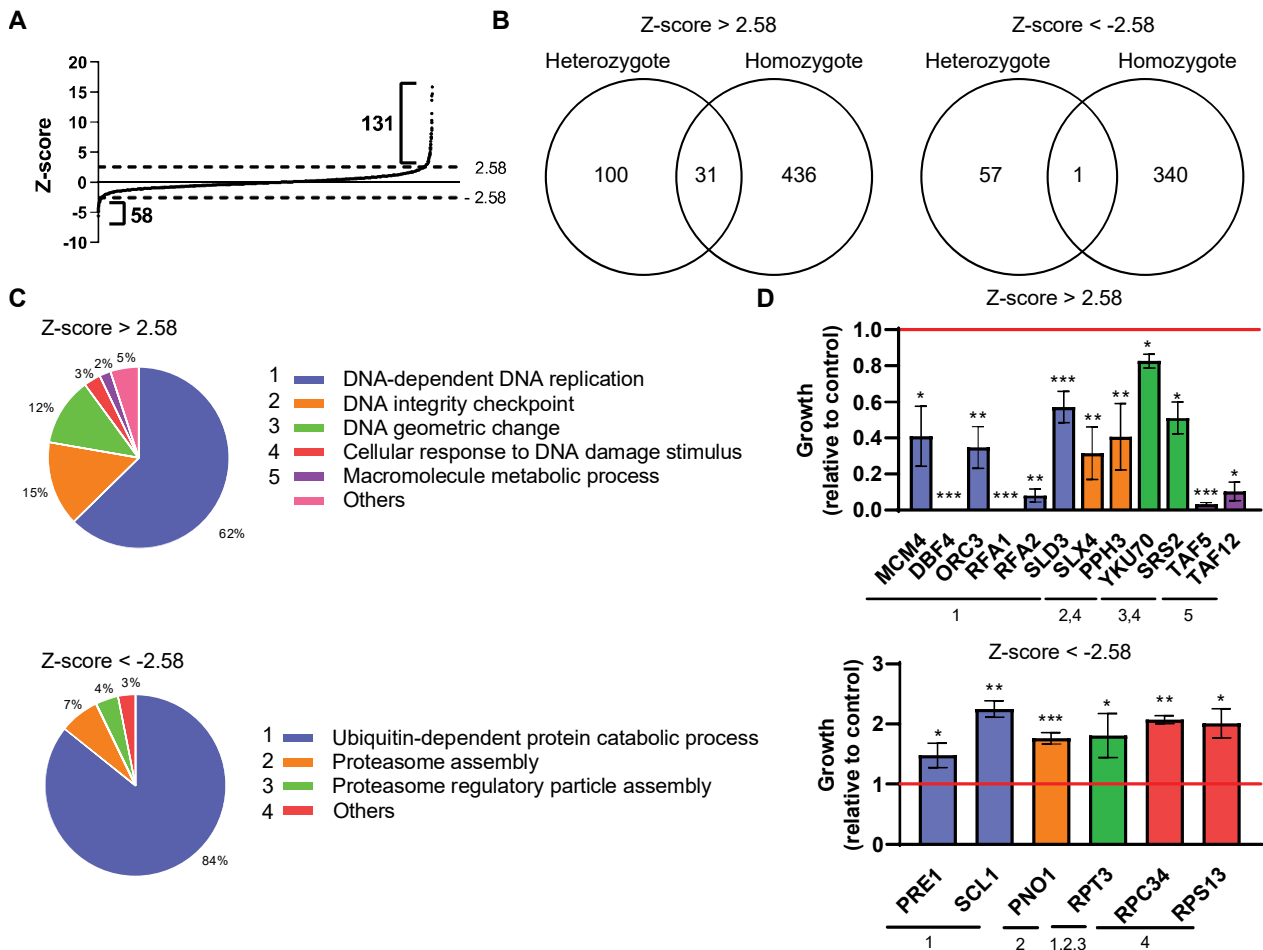 A
Z-score
20
15
10
5
0
-5
-10
131
58
2.58
- 2.58
B
Z-score > 2.58
Heterozygote Homozygote
100 31 436
Z-score < -2.58
Heterozygote Homozygote
57 1 340
C
Z-score > 2.58
62%
15%
12%
3%
2%
5%
1 DNA-dependent DNA replication
2 DNA integrity checkpoint
3 DNA geometric change
4 Cellular response to DNA damage stimulus
5 Macromolecule metabolic process
Others
Z-score < -2.58
84%
7%
4%
3%
1 Ubiquitin-dependent protein catabolic process
2 Proteasome assembly
3 Proteasome regulatory particle assembly
4 Others
D
Z-score > 2.58
Growth
(relative to control)
1.0
0.8
0.6
0.4
0.2
0.0
* *** ** *** ** *** ** ** * * *** *
MCM4 DBF4 ORC3 RFA1 RFA2 SLD3 SLX4 PPH3 YKU70 SRS2 TAF5 TAF12
1 2,4 3,4 5
Z-score < -2.58
Growth
(relative to control)
3
2
1
0
* ** *** * ** *
PRE1 SCL1 PNO1 RPT3 RPC34 RPS13
1 2 1,2,3 4